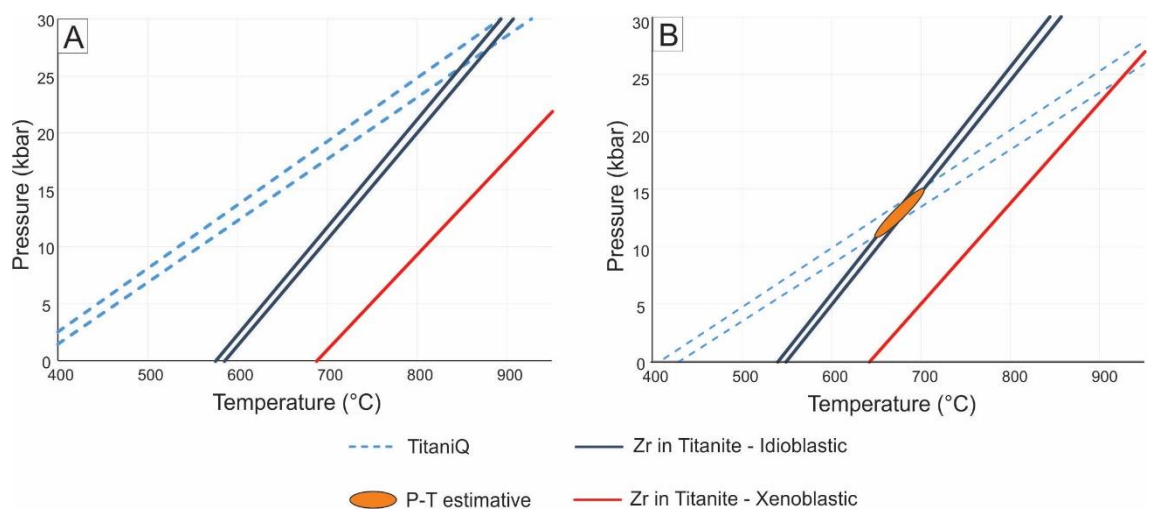 A
30
25
20
15
10
5
0
Pressure (kbar)
400 500 600 700 800 900
Temperature (°C)
B
30
25
20
15
10
5
0
Pressure (kbar)
400 500 600 700 800 900
Temperature (°C)
TitaniQ
Zr in Titanite - Idioblastic
P-T estimative
Zr in Titanite - Xenoblastic